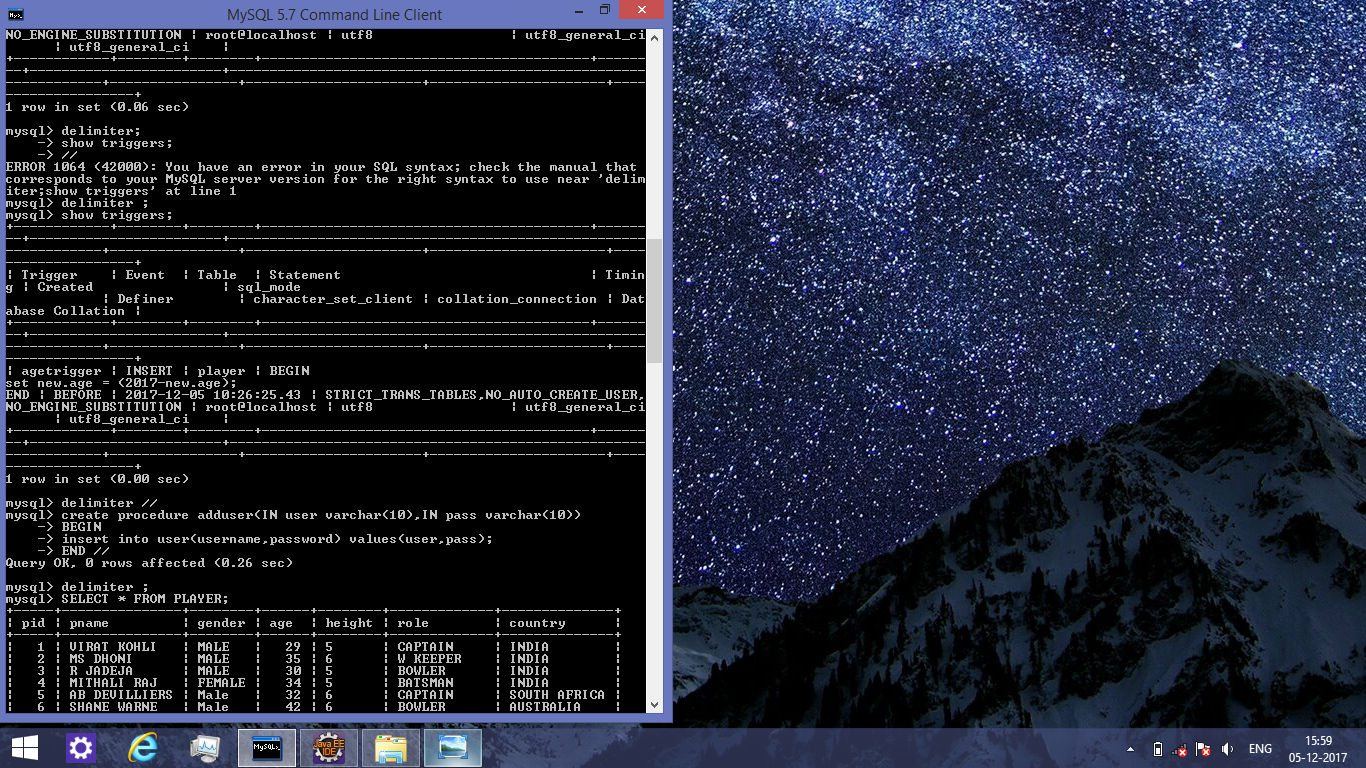 MySQL 5.7 Command Line Client
NO_ENGINE_SUBSTITUTION | root@localhost | utf8                 | utf8_general_ci
      | utf8_general_ci    |
1 row in set (0.06 sec)
mysql> delimiter;
    -> show triggers;
    -> //
ERROR 1064 (42000): You have an error in your SQL syntax; check the manual that
corresponds to your MySQL server version for the right syntax to use near 'delim
iter;show triggers' at line 1
mysql> delimiter ;
mysql> show triggers;
| Trigger    | Event  | Table  | Statement                               | Timin
g | Created                | sql_mode
            | Definer        | character_set_client | collation_connection | Dat
abase Collation |
| agetrigger | INSERT | player | BEGIN
set new.age = (2017-new.age);
END | BEFORE | 2017-12-05 10:26:25.43 | STRICT_TRANS_TABLES,NO_AUTO_CREATE_USER,
NO_ENGINE_SUBSTITUTION | root@localhost | utf8                 | utf8_general_ci
      | utf8_general_ci    |
1 row in set (0.00 sec)
mysql> delimiter //
mysql> create procedure adduser(IN user varchar(10),IN pass varchar(10))
    -> BEGIN
    -> insert into user(username,password) values(user,pass);
    -> END //
Query OK, 0 rows affected (0.26 sec)
mysql> delimiter ;
mysql> SELECT * FROM PLAYER;
| pid | pname         | gender | age  | height | role        | country      |
|   1 | VIRAT KOHLI   | MALE   |   29 | 5      | CAPTAIN     | INDIA        |
|   2 | MS DHONI      | MALE   |   35 | 6      | W KEEPER    | INDIA        |
|   3 | R JADEJA      | MALE   |   30 | 5      | BOWLER      | INDIA        |
|   4 | MITHALI RAJ   | FEMALE |   34 | 5      | BATSMAN     | INDIA        |
|   5 | AB DEVILLIERS | Male   |   32 | 6      | CAPTAIN     | SOUTH AFRICA |
|   6 | SHANE WARNE   | Male   |   42 | 6      | BOWLER      | AUSTRALIA    |
MySQL
Java EE
IDE
ENG
15:59
05-12-2017